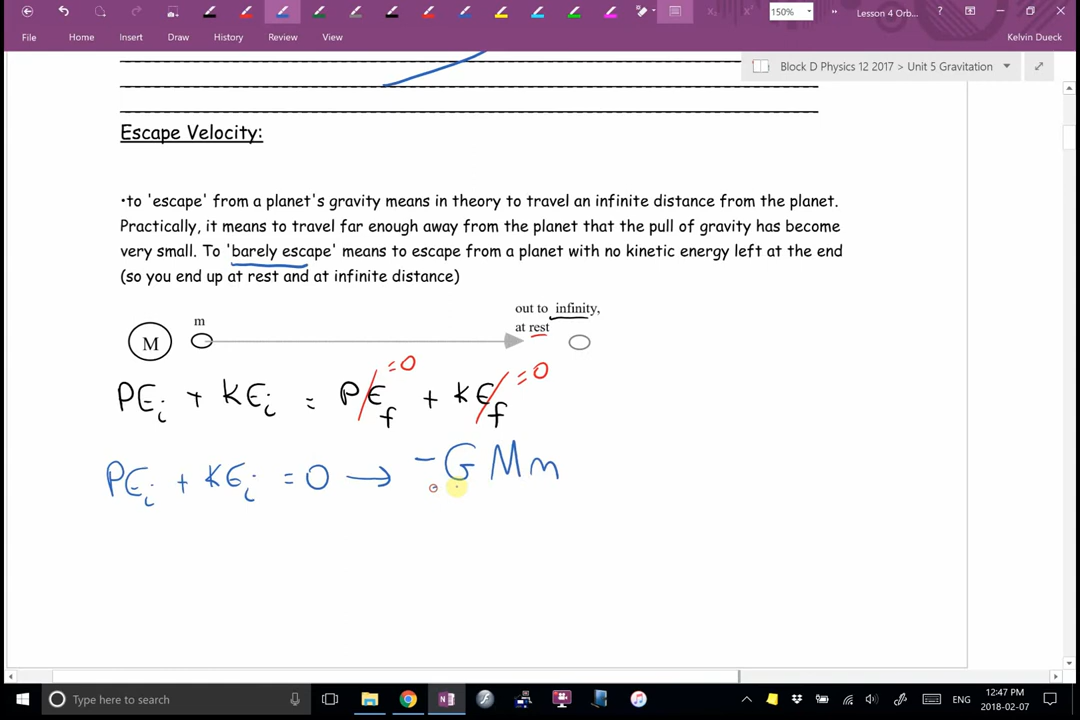 150%
Lesson 4 Orb...
File Home Insert Draw History Review View
Kelvin Dueck
Block D Physics 12 2017 > Unit 5 Gravitation
Escape Velocity:
•to 'escape' from a planet's gravity means in theory to travel an infinite distance from the planet.
Practically, it means to travel far enough away from the planet that the pull of gravity has become
very small. To 'barely escape' means to escape from a planet with no kinetic energy left at the end
(so you end up at rest and at infinite distance)
m
out to infinity,
at rest
M
=0 =0
PEi + KEi = PEf + KEf
PEi + KEi = 0 → -GMm
Type here to search
ENG
12:47 PM
2018-02-07